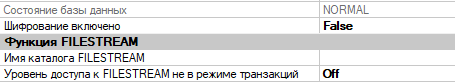 Состояние базы данных NORMAL
Шифрование включено False
Функция FILESTREAM
Имя каталога FILESTREAM
Уровень доступа к FILESTREAM не в режиме транзакций Off